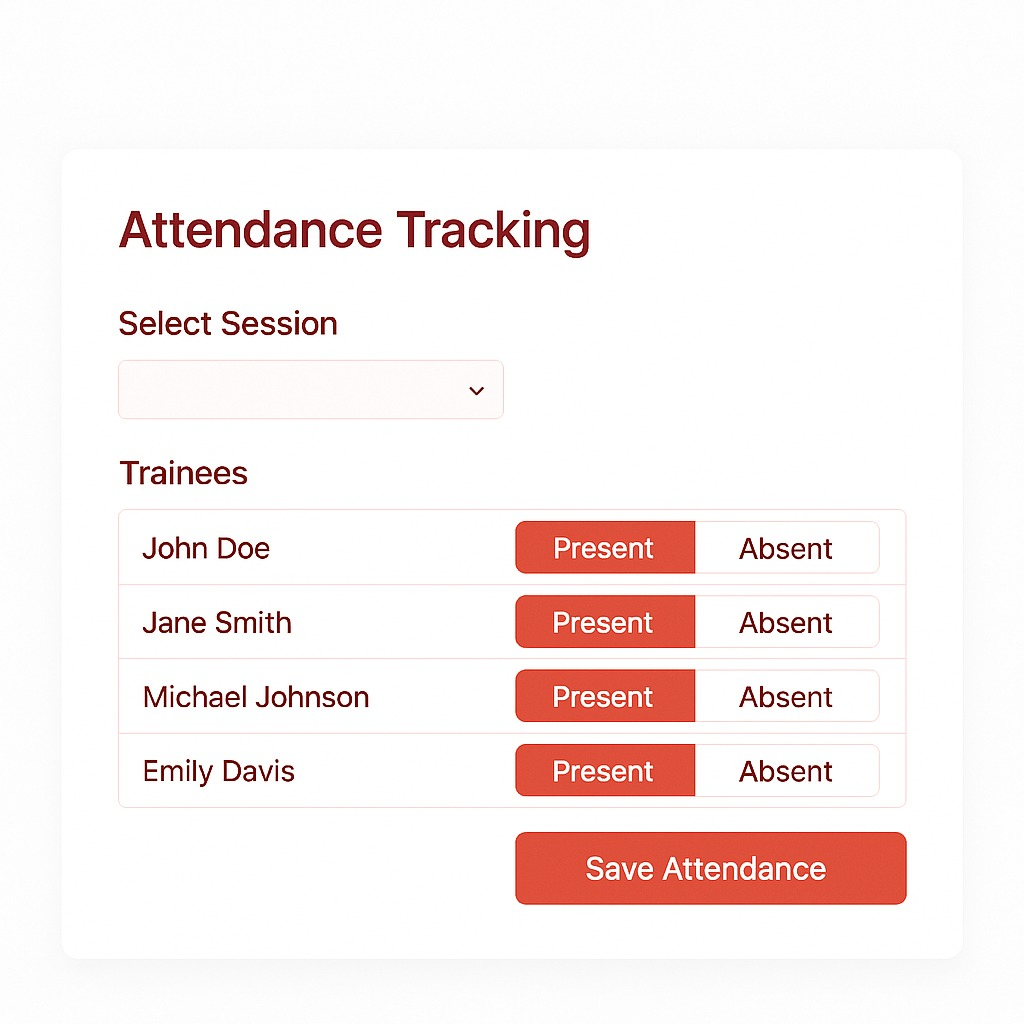 Attendance Tracking
Select Session
Trainees
John Doe Present Absent
Jane Smith Present Absent
Michael Johnson Present Absent
Emily Davis Present Absent
Save Attendance